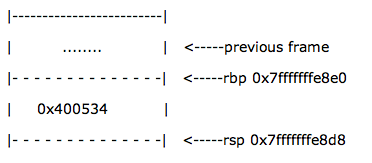 |------------------------|
| ........ | <-----previous frame
|- - - - - - - - - - - - - -| <-----rbp 0x7fffffffe8e0
| 0x400534 |
|- - - - - - - - - - - - - -| <-----rsp 0x7fffffffe8d8